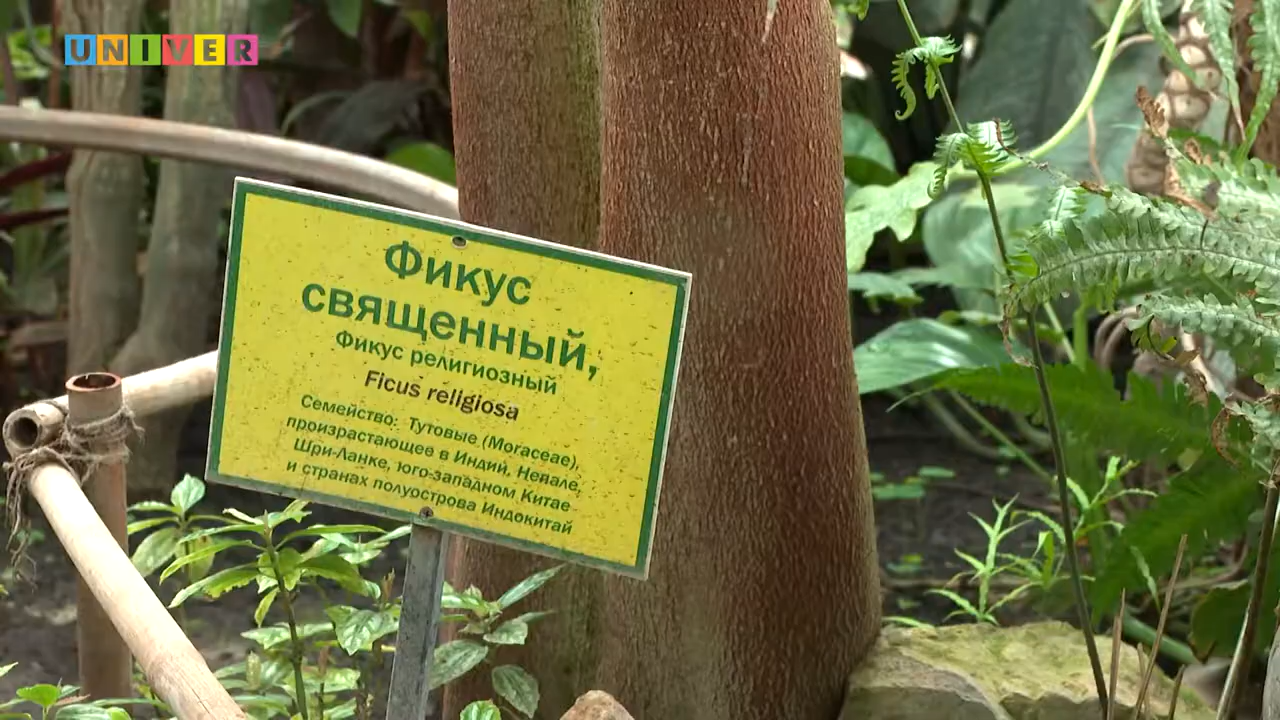 UNIVER
Фикус
священный,
Фикус религиозный
Ficus religiosa
Семейство: Тутовые (Moraceae),
произрастающее в Индий, Непале,
Шри-Ланке, юго-западном Китае
и странах полуострова Индокитай